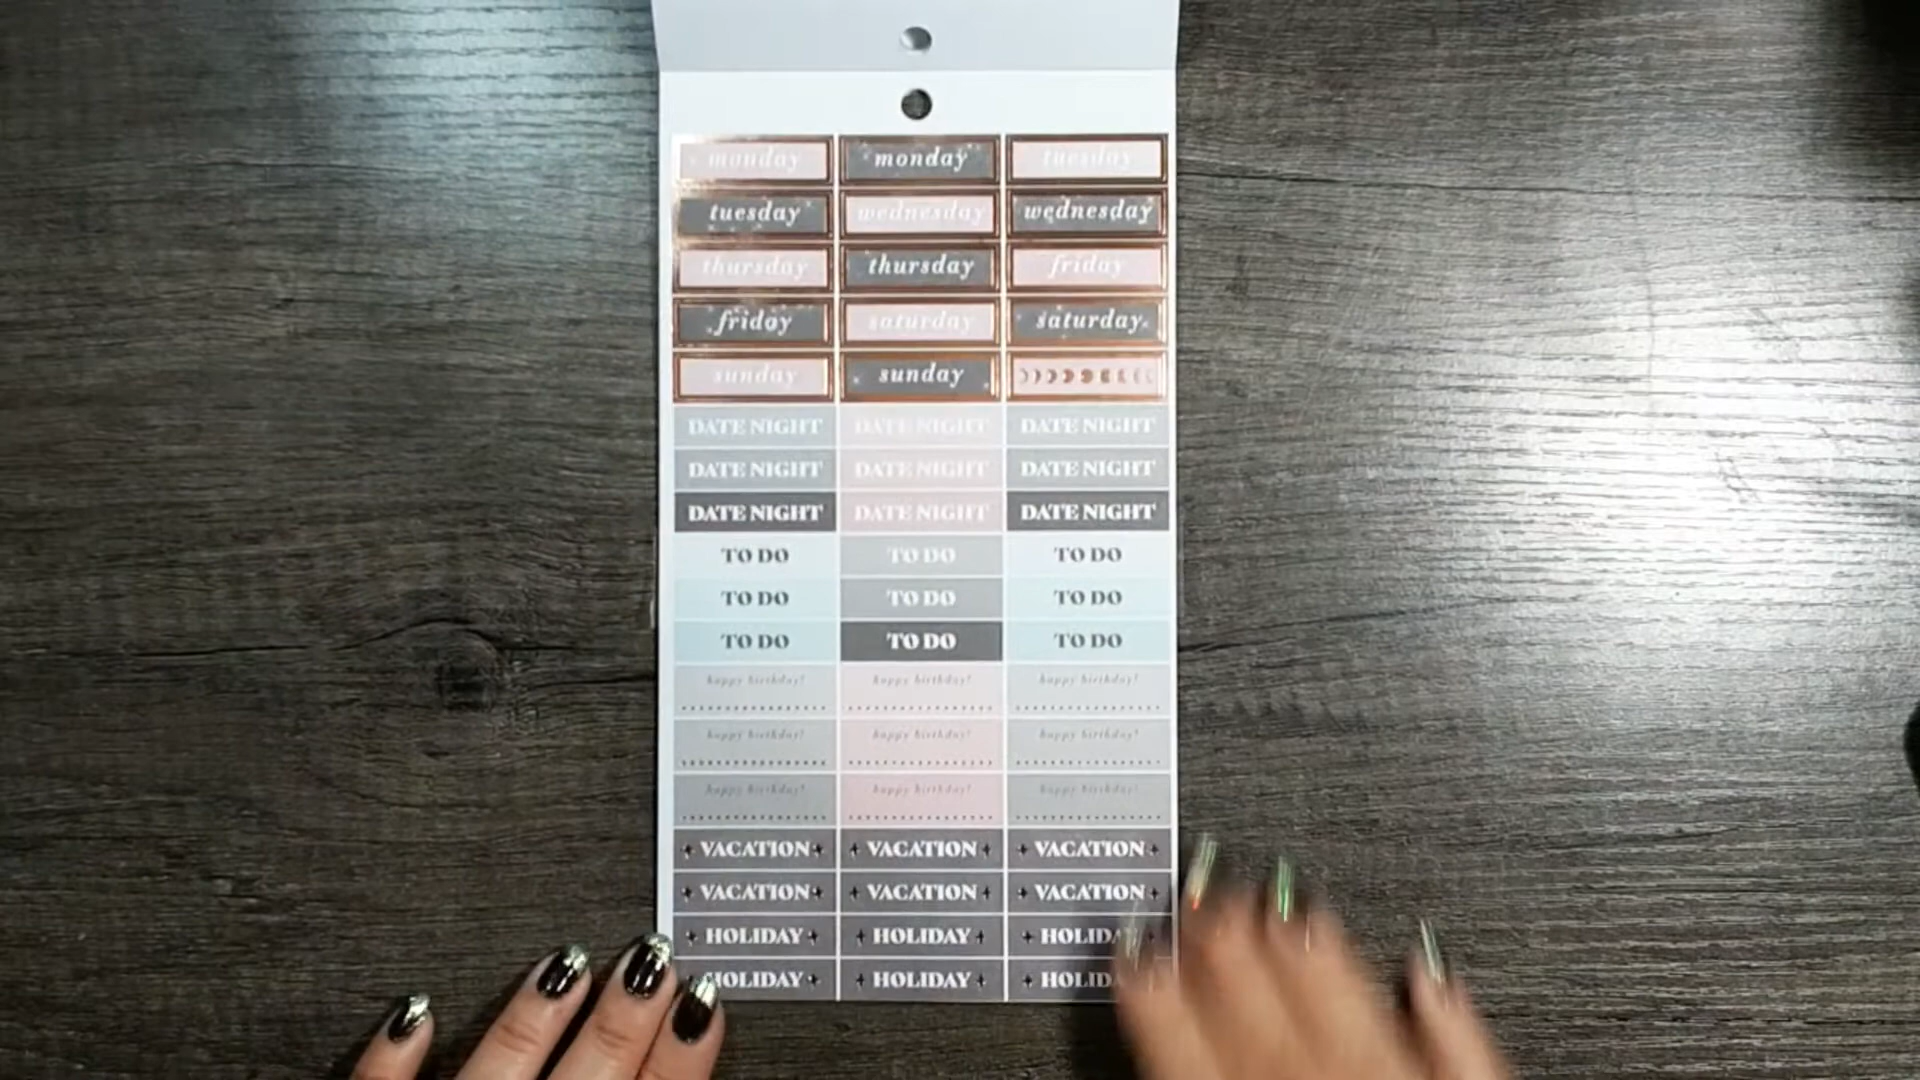 monday monday tuesday
tuesday wednesday wednesday
thursday thursday friday
friday saturday saturday
sunday sunday
DATE NIGHT DATE NIGHT DATE NIGHT
DATE NIGHT DATE NIGHT DATE NIGHT
DATE NIGHT DATE NIGHT DATE NIGHT
TO DO TO DO TO DO
TO DO TO DO TO DO
TO DO TO DO TO DO
happy birthday! happy birthday! happy birthday!
happy birthday! happy birthday! happy birthday!
happy birthday! happy birthday! happy birthday!
VACATION VACATION VACATION
VACATION VACATION VACATION
HOLIDAY HOLIDAY HOLIDA
HOLIDAY HOLIDAY HOLIDA